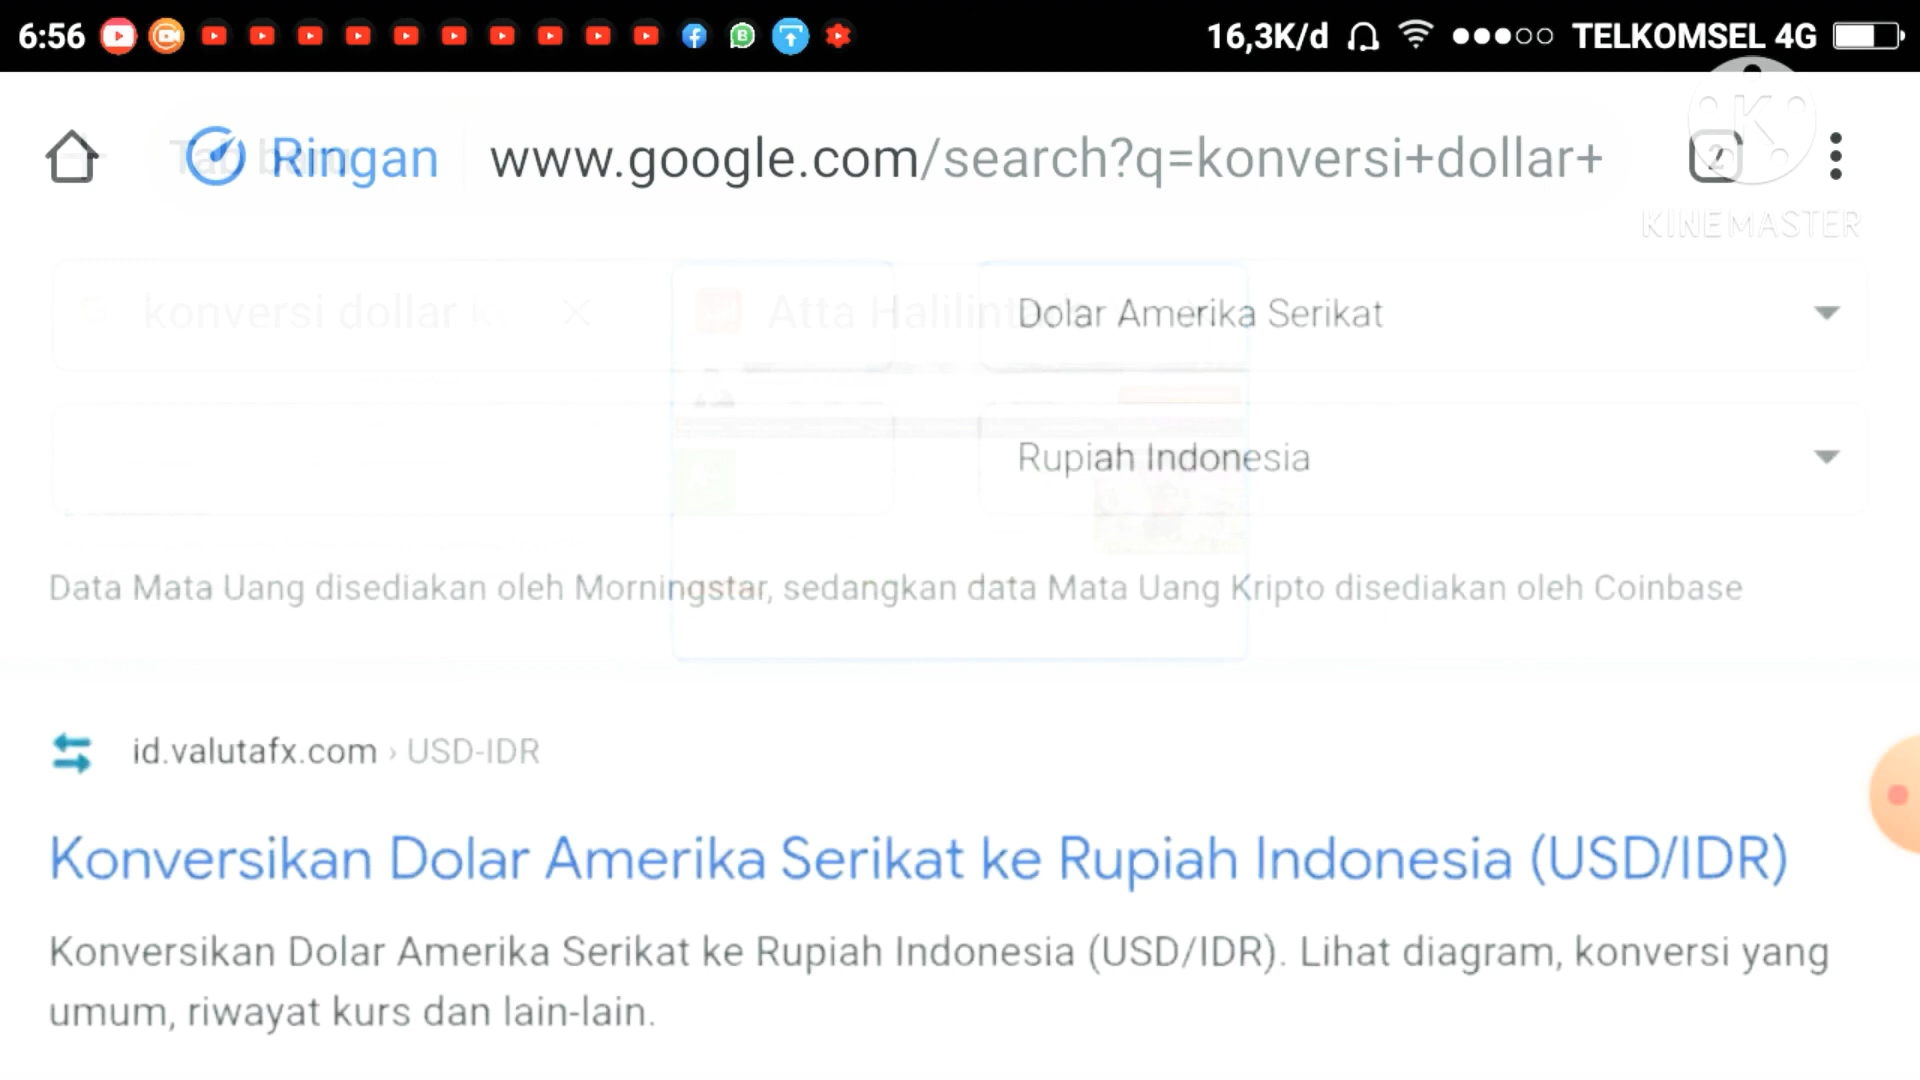 6:56 16,3K/d TELKOMSEL 4G
Tab baru Ringan www.google.com/search?q=konversi+dollar+ 2
KINEMASTER
konversi dollar Atta Halilint Dolar Amerika Serikat
Rupiah Indonesia
Data Mata Uang disediakan oleh Morningstar, sedangkan data Mata Uang Kripto disediakan oleh Coinbase
id.valutafx.com › USD-IDR
Konversikan Dolar Amerika Serikat ke Rupiah Indonesia (USD/IDR)
Konversikan Dolar Amerika Serikat ke Rupiah Indonesia (USD/IDR). Lihat diagram, konversi yang
umum, riwayat kurs dan lain-lain.